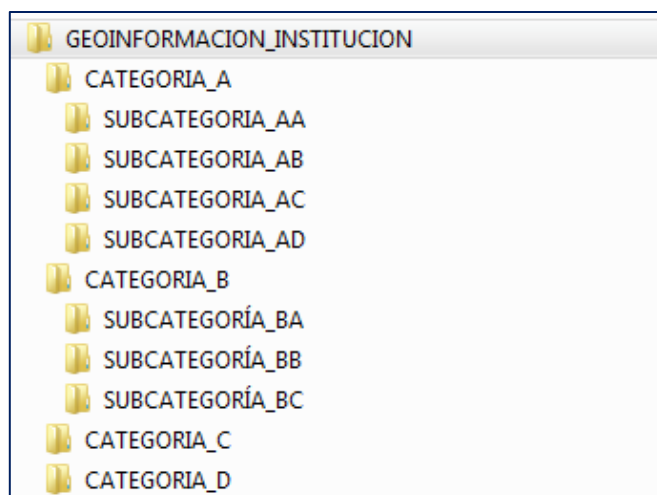 GEOINFORMACION_INSTITUCION
CATEGORIA_A
SUBCATEGORIA_AA
SUBCATEGORIA_AB
SUBCATEGORIA_AC
SUBCATEGORIA_AD
CATEGORIA_B
SUBCATEGORÍA_BA
SUBCATEGORÍA_BB
SUBCATEGORÍA_BC
CATEGORIA_C
CATEGORIA_D